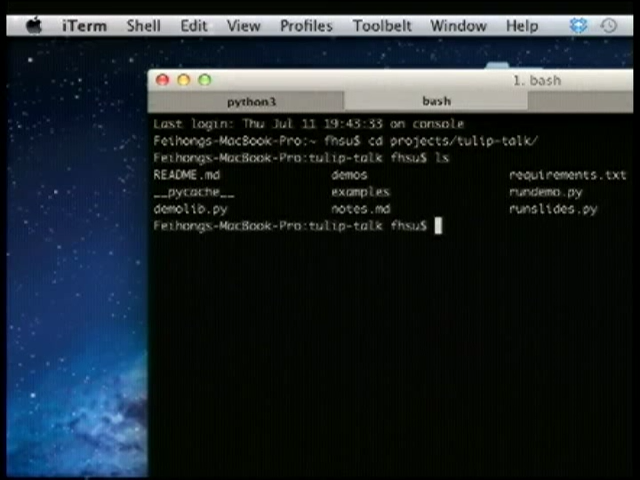 iTerm Shell Edit View Profiles Toolbelt Window Help
1. bash
python3 bash
Last login: Thu Jul 11 19:43:33 on console
Feihongs-MacBook-Pro:~ fhsu$ cd projects/tulip-talk/
Feihongs-MacBook-Pro:tulip-talk fhsu$ ls
README.md demos requirements.txt
__pycache__ examples rundemo.py
demolib.py notes.md runslides.py
Feihongs-MacBook-Pro:tulip-talk fhsu$